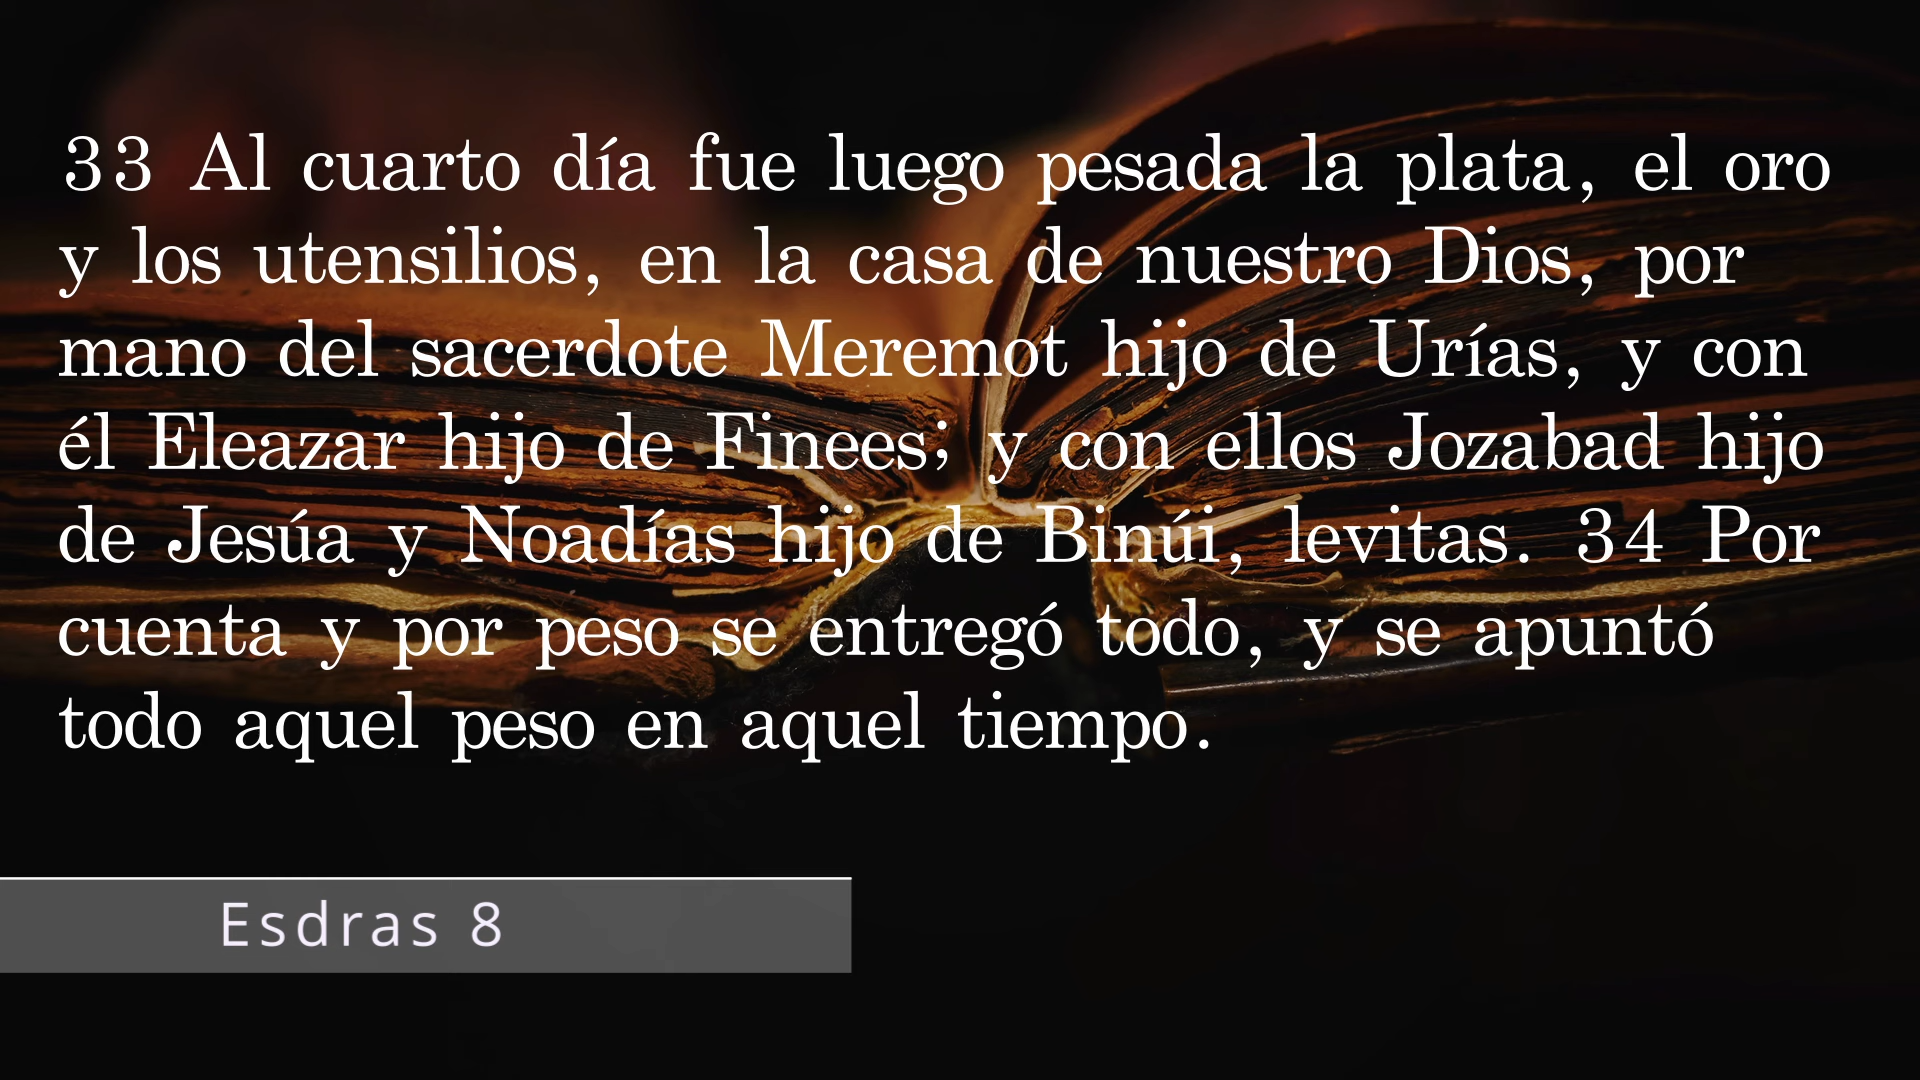 33 Al cuarto día fue luego pesada la plata, el oro
y los utensilios, en la casa de nuestro Dios, por
mano del sacerdote Meremot hijo de Urías, y con
él Eleazar hijo de Finees; y con ellos Jozabad hijo
de Jesúa y Noadías hijo de Binúi, levitas. 34 Por
cuenta y por peso se entregó todo, y se apuntó
todo aquel peso en aquel tiempo.
Esdras 8